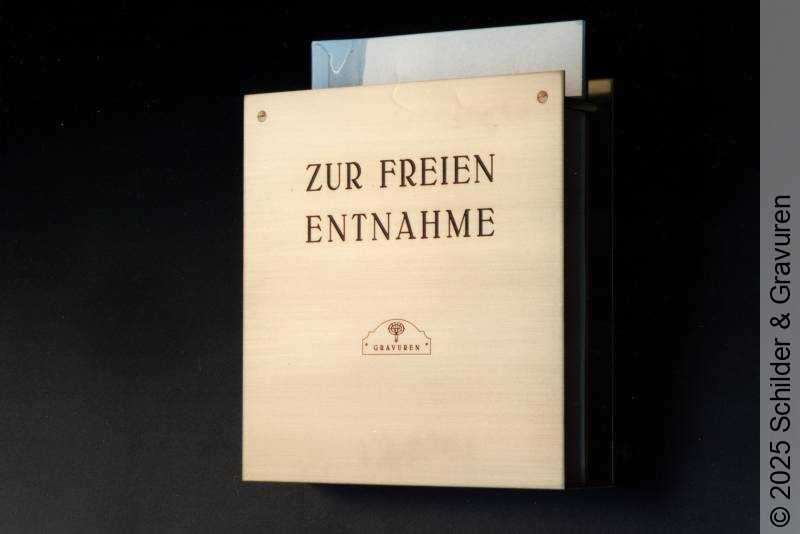 ZUR FREIEN
ENTNAHME
GRAVUREN
© 2025 Schilder & Gravuren